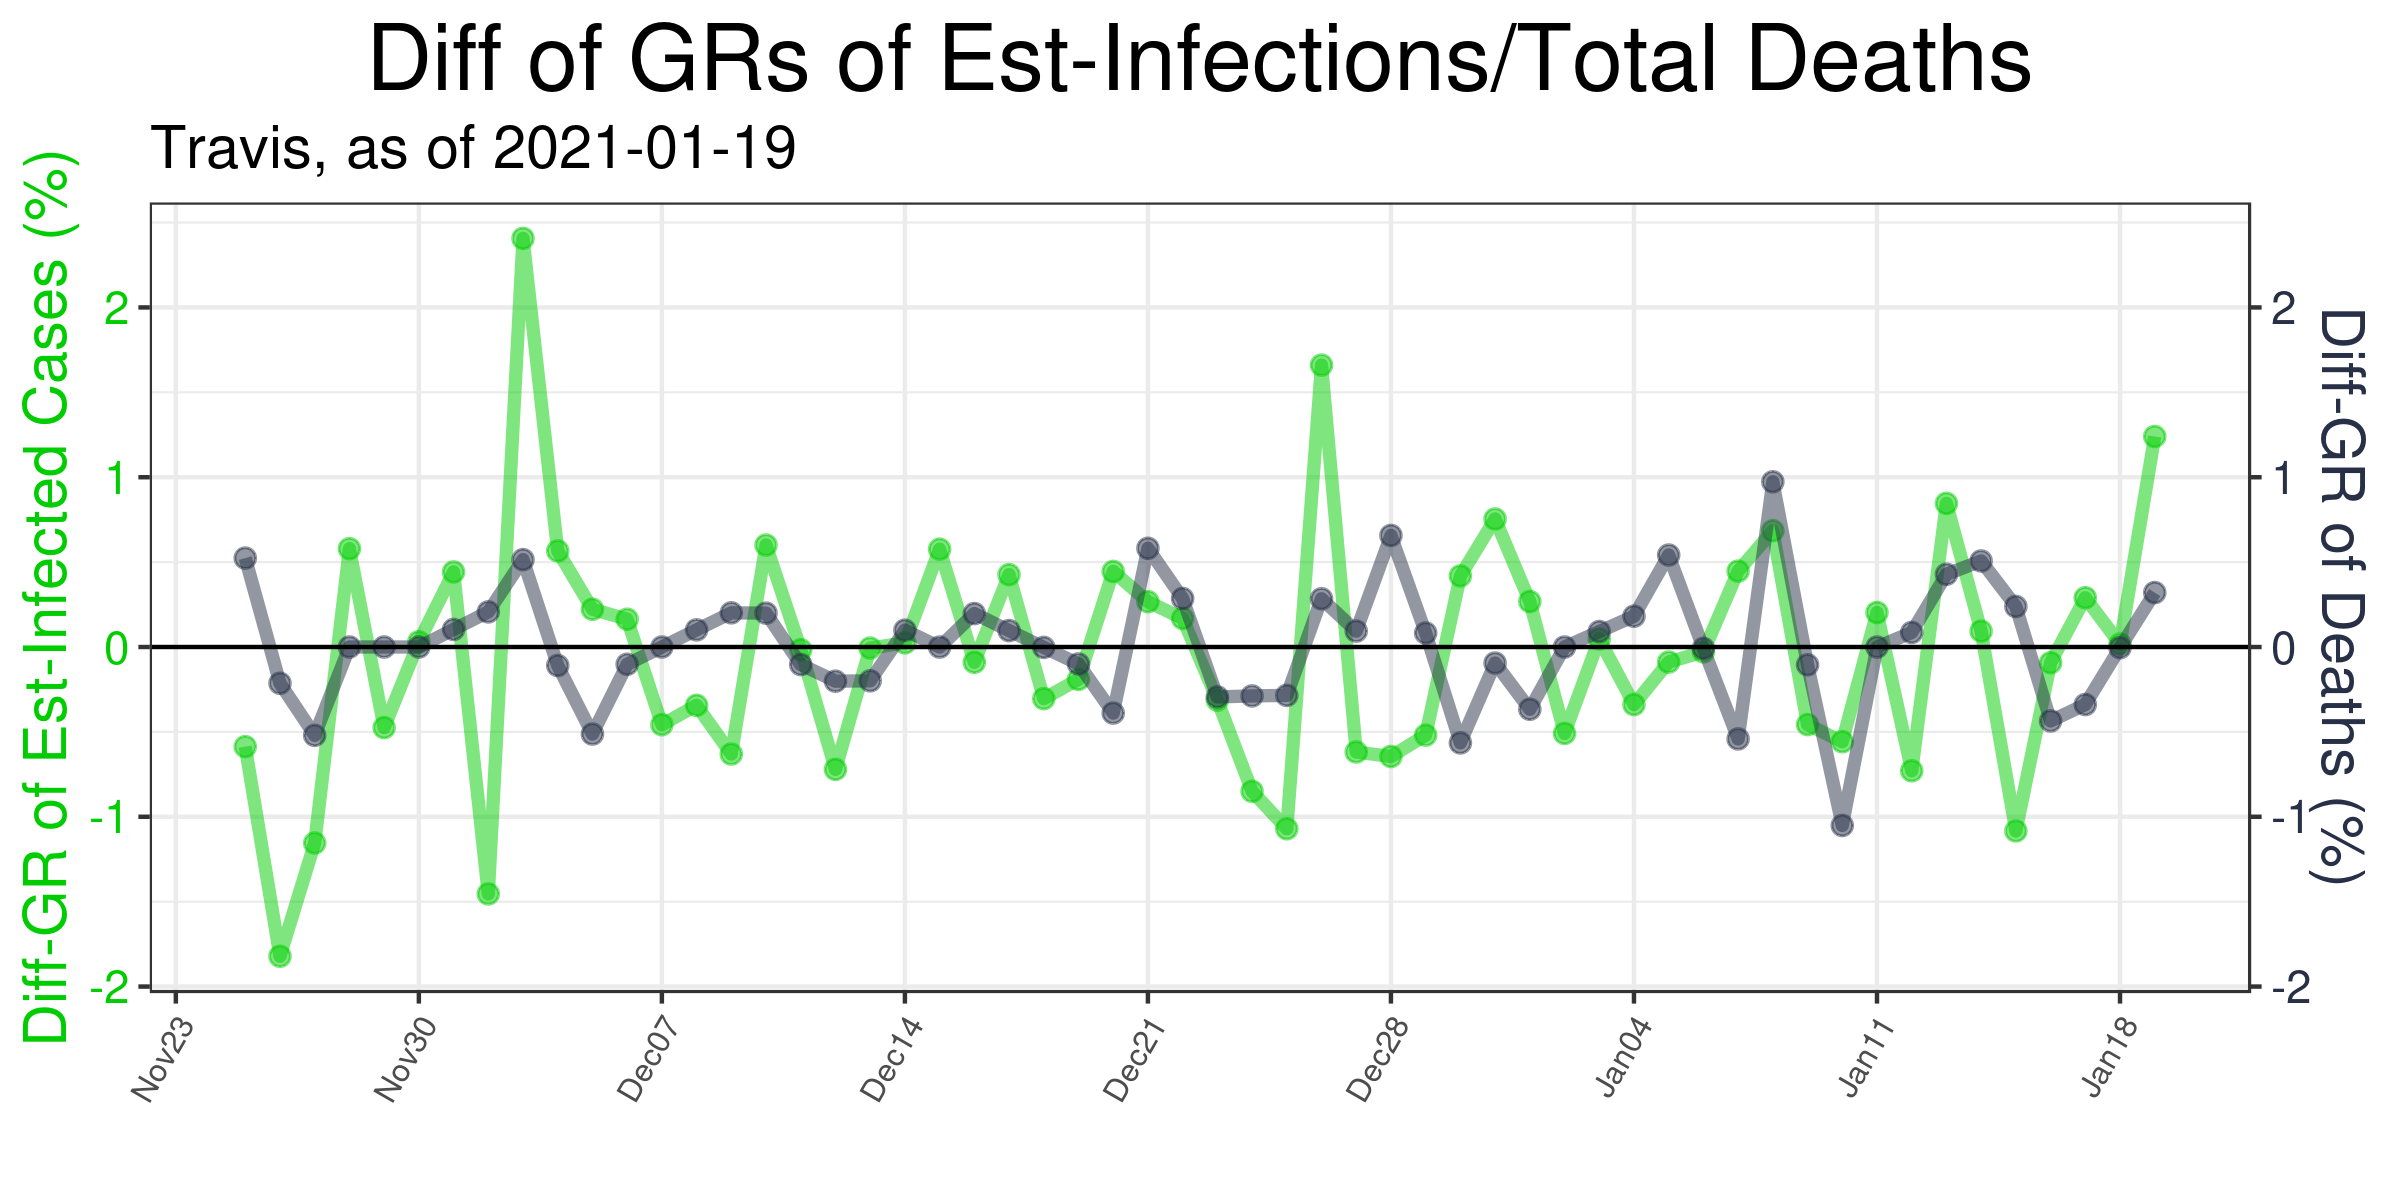 Diff of GRs of Est-Infections/Total Deaths
Travis, as of 2021-01-19
Diff-GR of Est-Infected Cases (%)
2
1
0
-1
-2
2
1
0
-1
-2
Diff-GR of Deaths (%)
Nov23
Nov30
Dec07
Dec14
Dec21
Dec28
Jan04
Jan11
Jan18